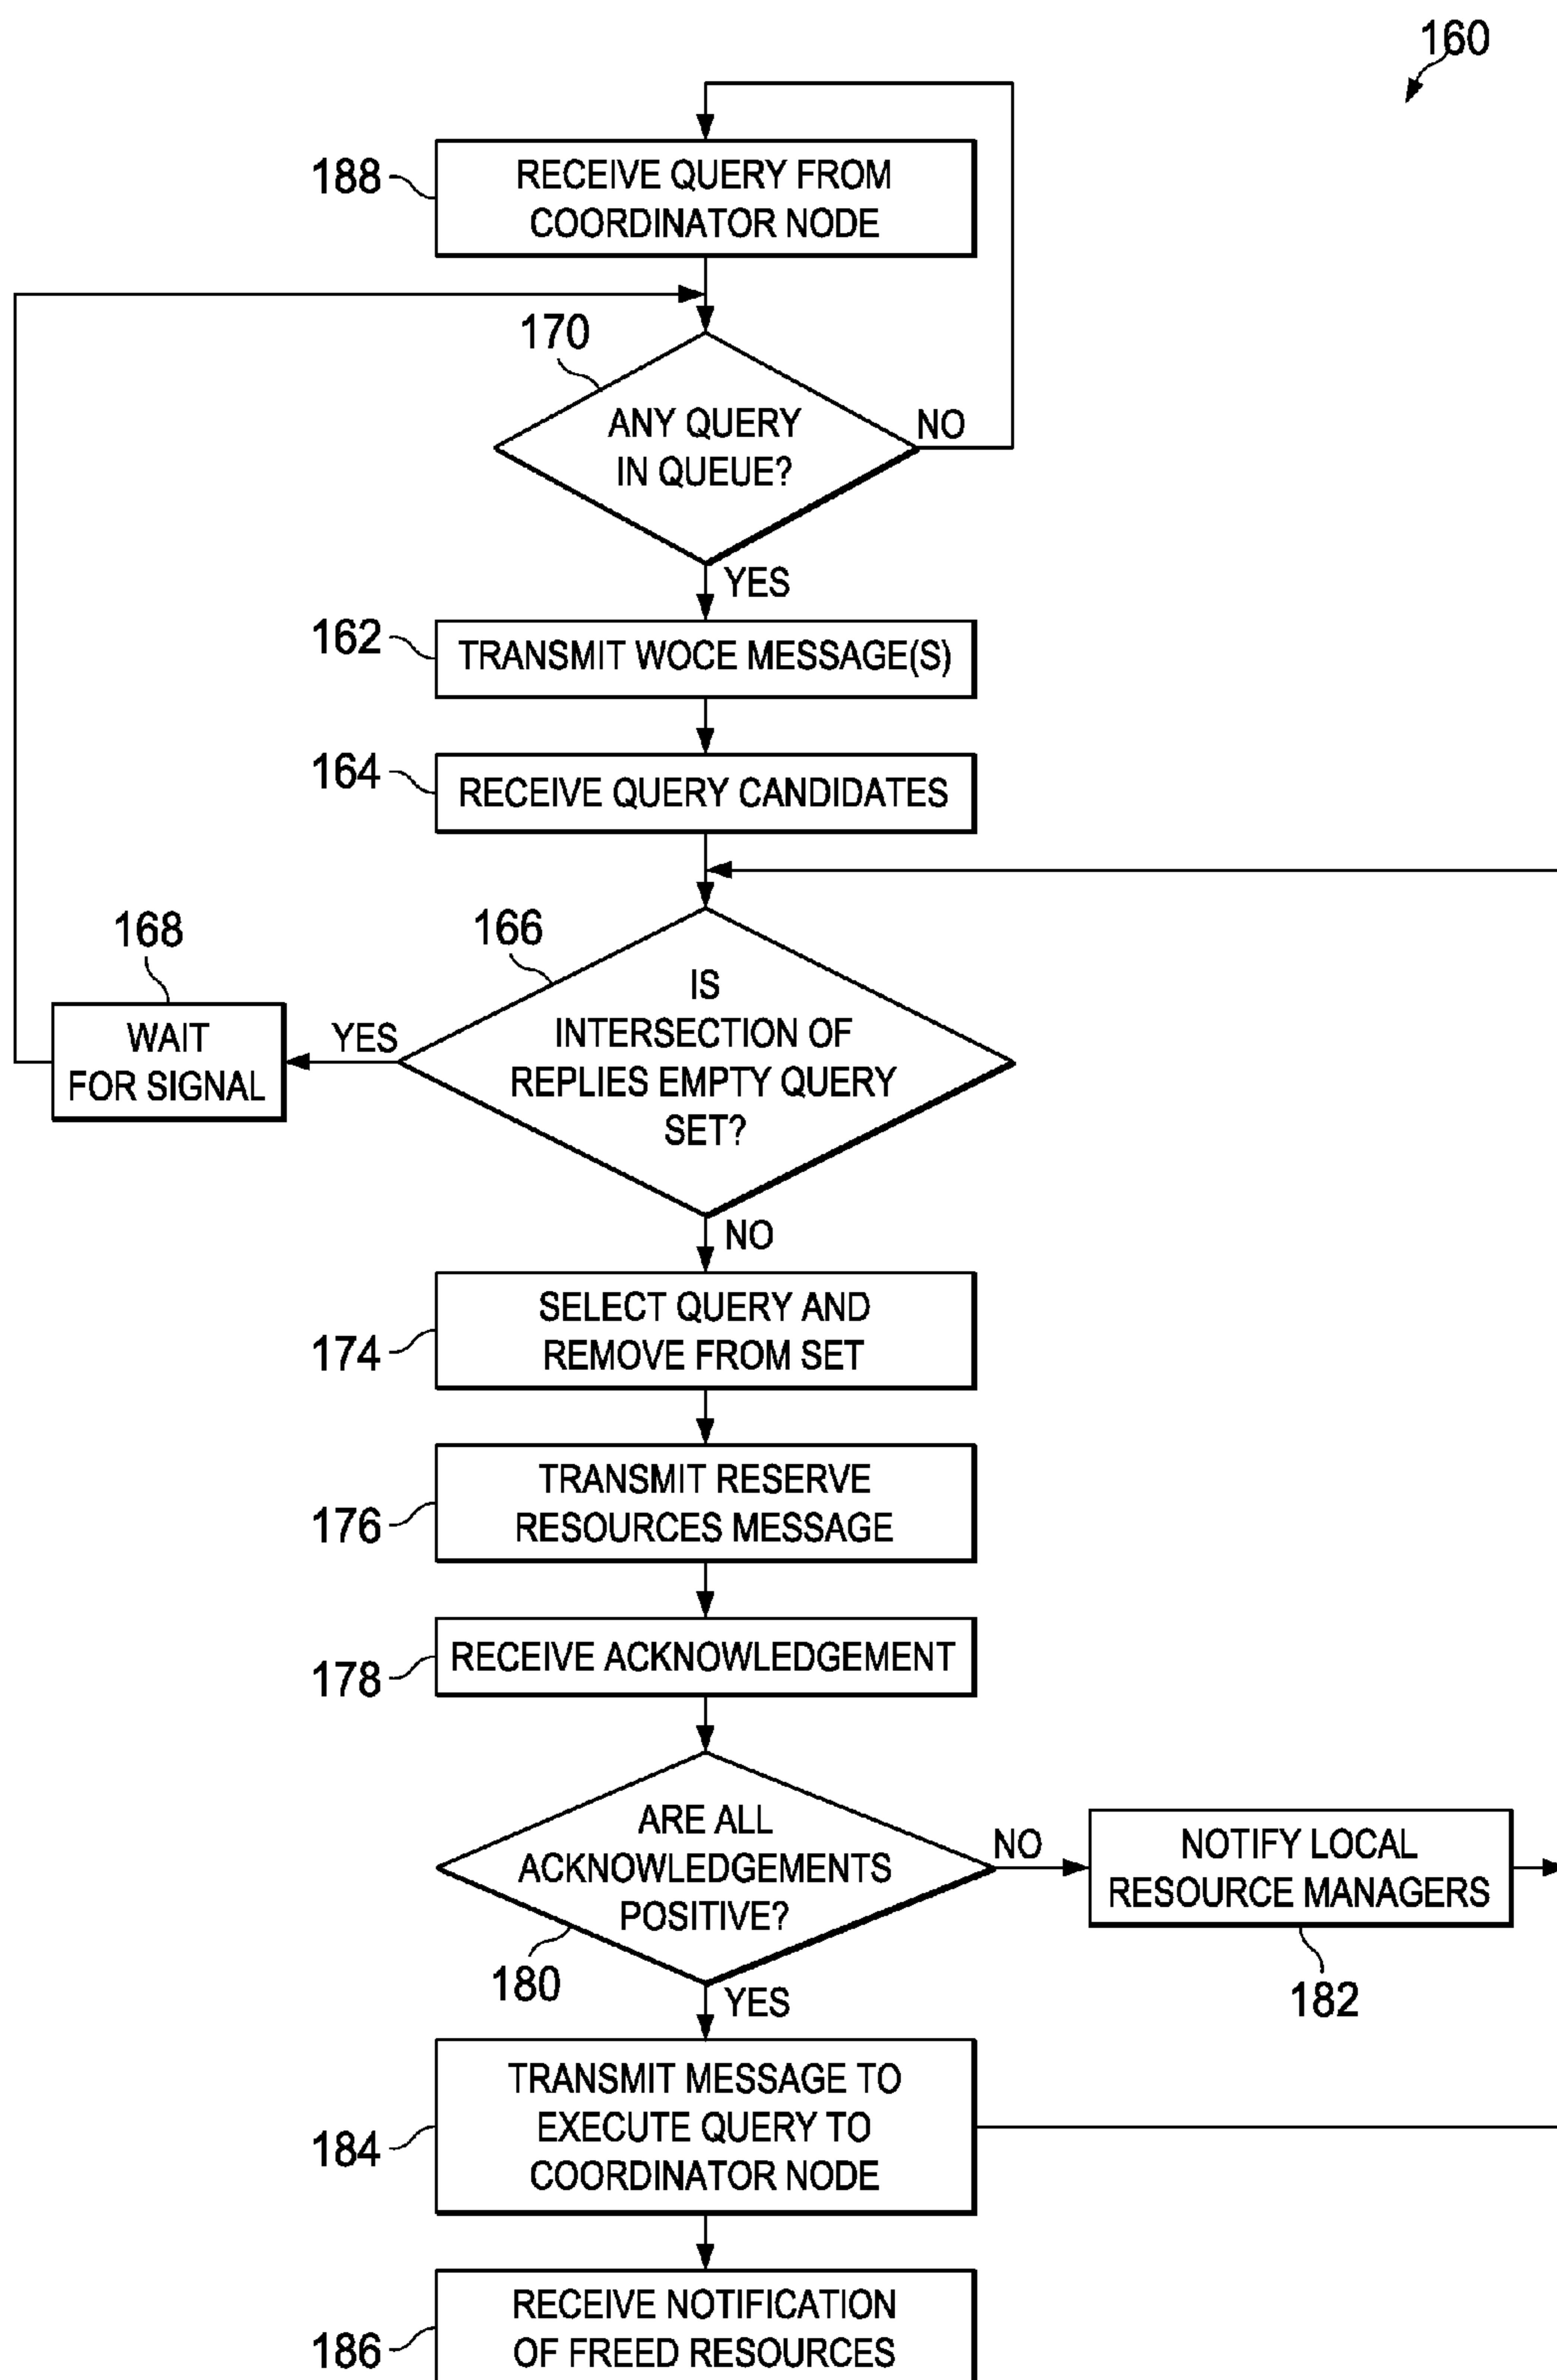 160
188
RECEIVE QUERY FROM
COORDINATOR NODE
170
ANY QUERY
IN QUEUE?
NO
YES
162
TRANSMIT WOCE MESSAGE(S)
164
RECEIVE QUERY CANDIDATES
168
WAIT
FOR SIGNAL
YES
166
IS
INTERSECTION OF
REPLIES EMPTY QUERY
SET?
NO
174
SELECT QUERY AND
REMOVE FROM SET
176
TRANSMIT RESERVE
RESOURCES MESSAGE
178
RECEIVE ACKNOWLEDGEMENT
ARE ALL
ACKNOWLEDGEMENTS
POSITIVE?
180
NO
NOTIFY LOCAL
RESOURCE MANAGERS
182
YES
184
TRANSMIT MESSAGE TO
EXECUTE QUERY TO
COORDINATOR NODE
186
RECEIVE NOTIFICATION
OF FREED RESOURCES